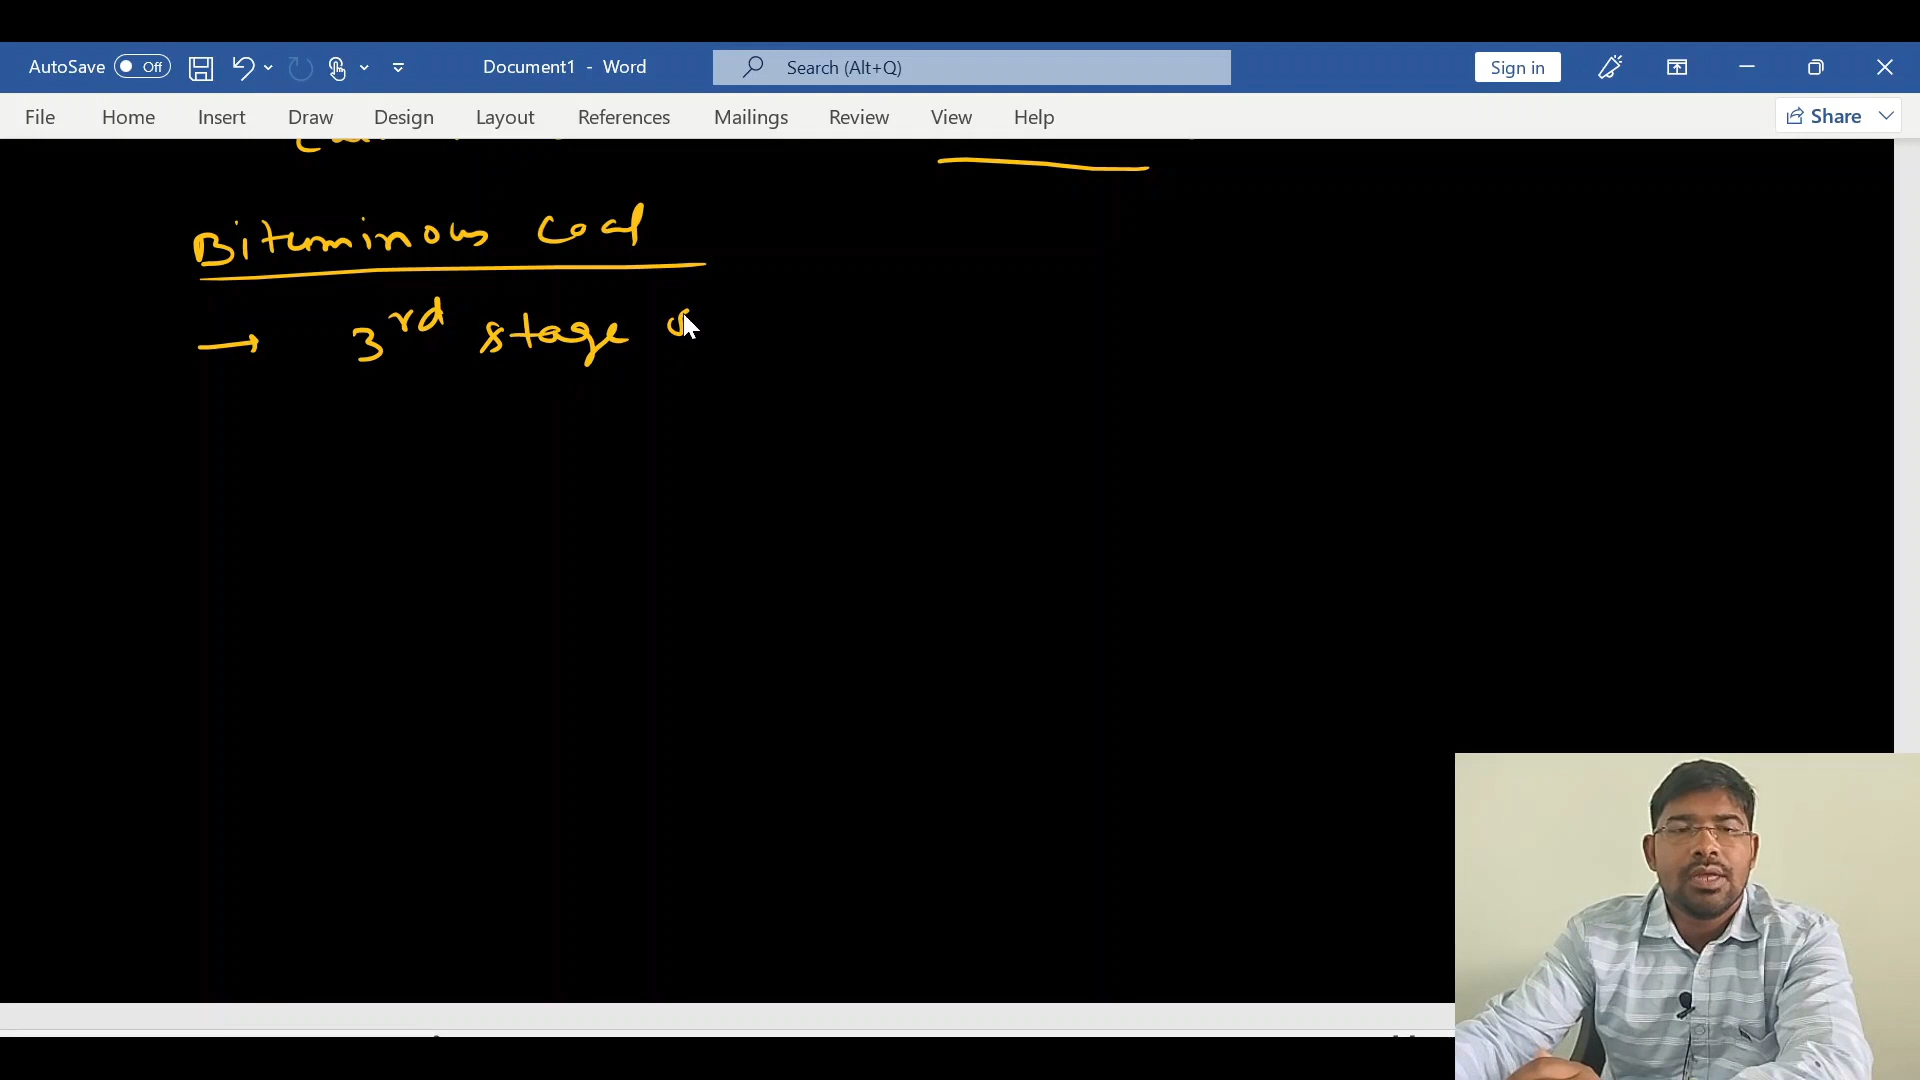 AutoSave Off Document1 - Word Search (Alt+Q) Sign in
File Home Insert Draw Design Layout References Mailings Review View Help Share
Bituminous Coal
→ 3rd stage